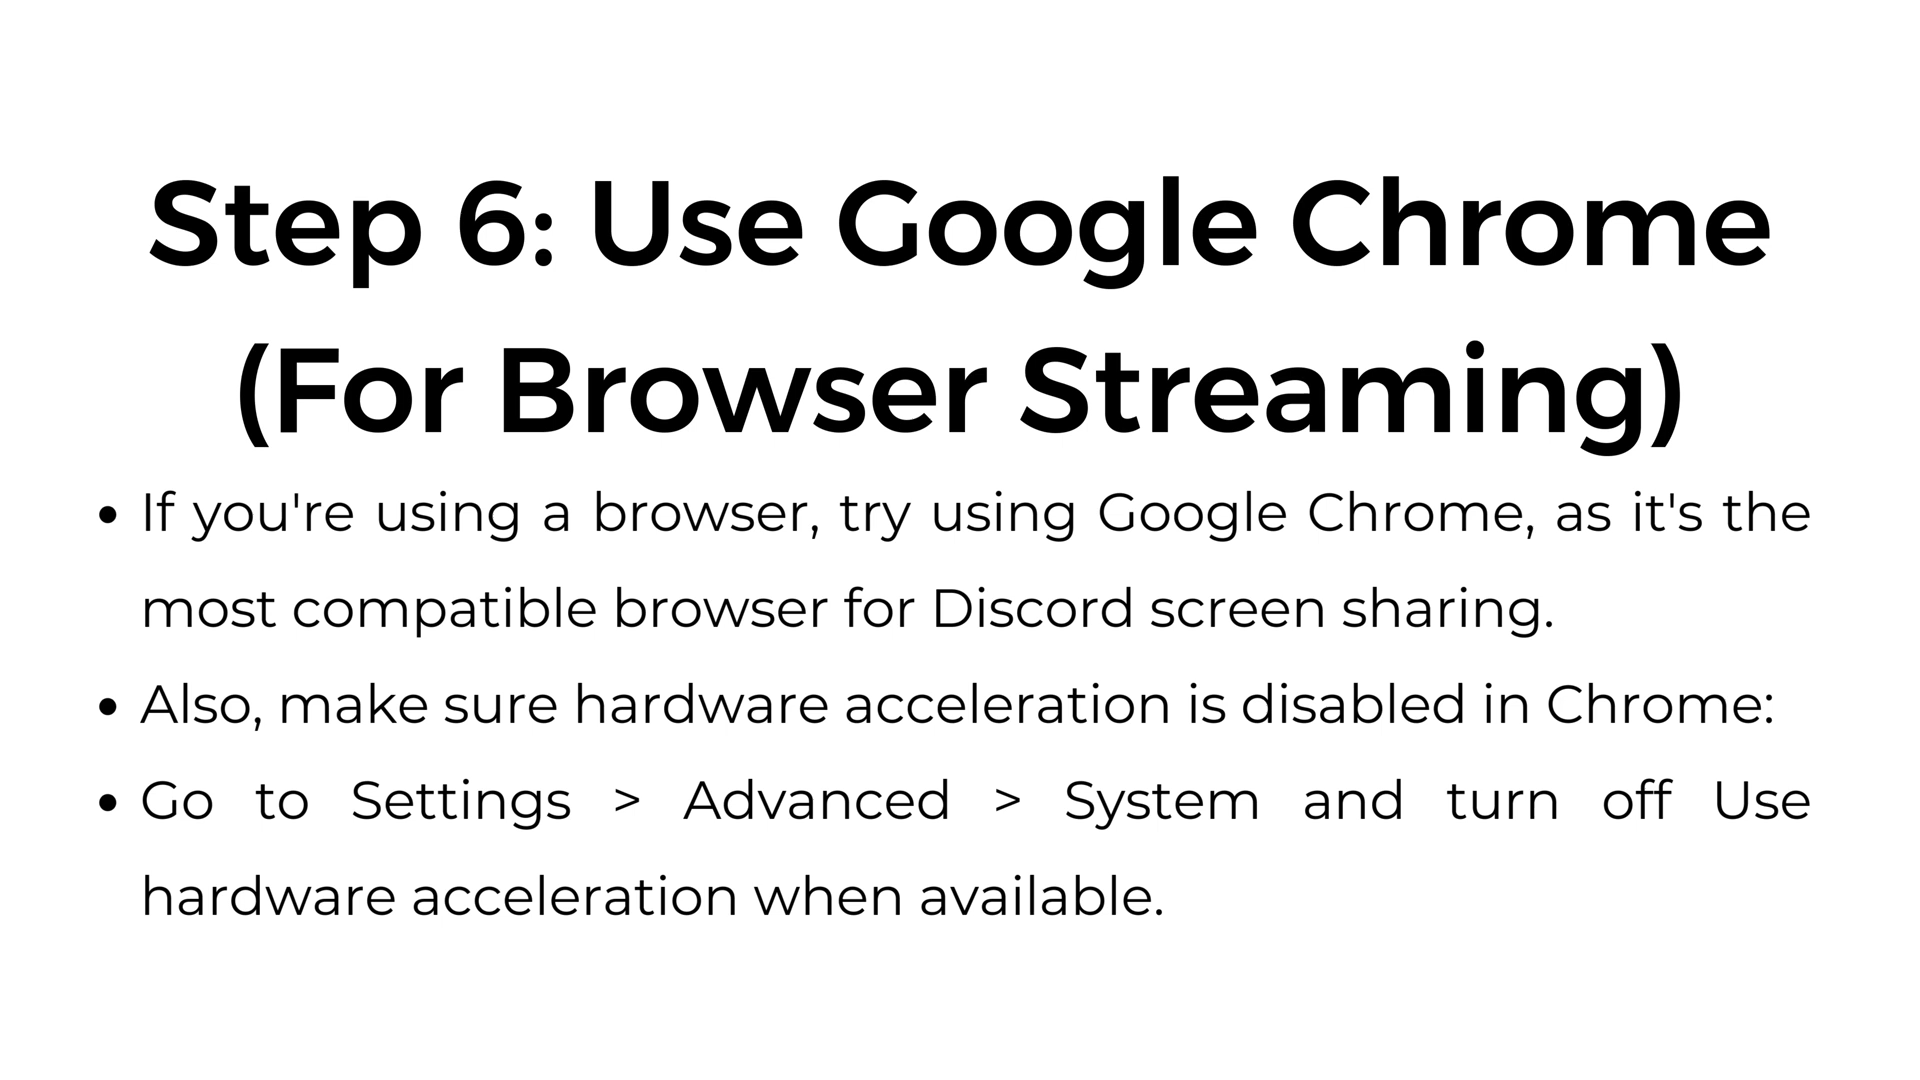 Step 6: Use Google Chrome
(For Browser Streaming)
• If you're using a browser, try using Google Chrome, as it's the
most compatible browser for Discord screen sharing.
• Also, make sure hardware acceleration is disabled in Chrome:
• Go to Settings > Advanced > System and turn off Use
hardware acceleration when available.